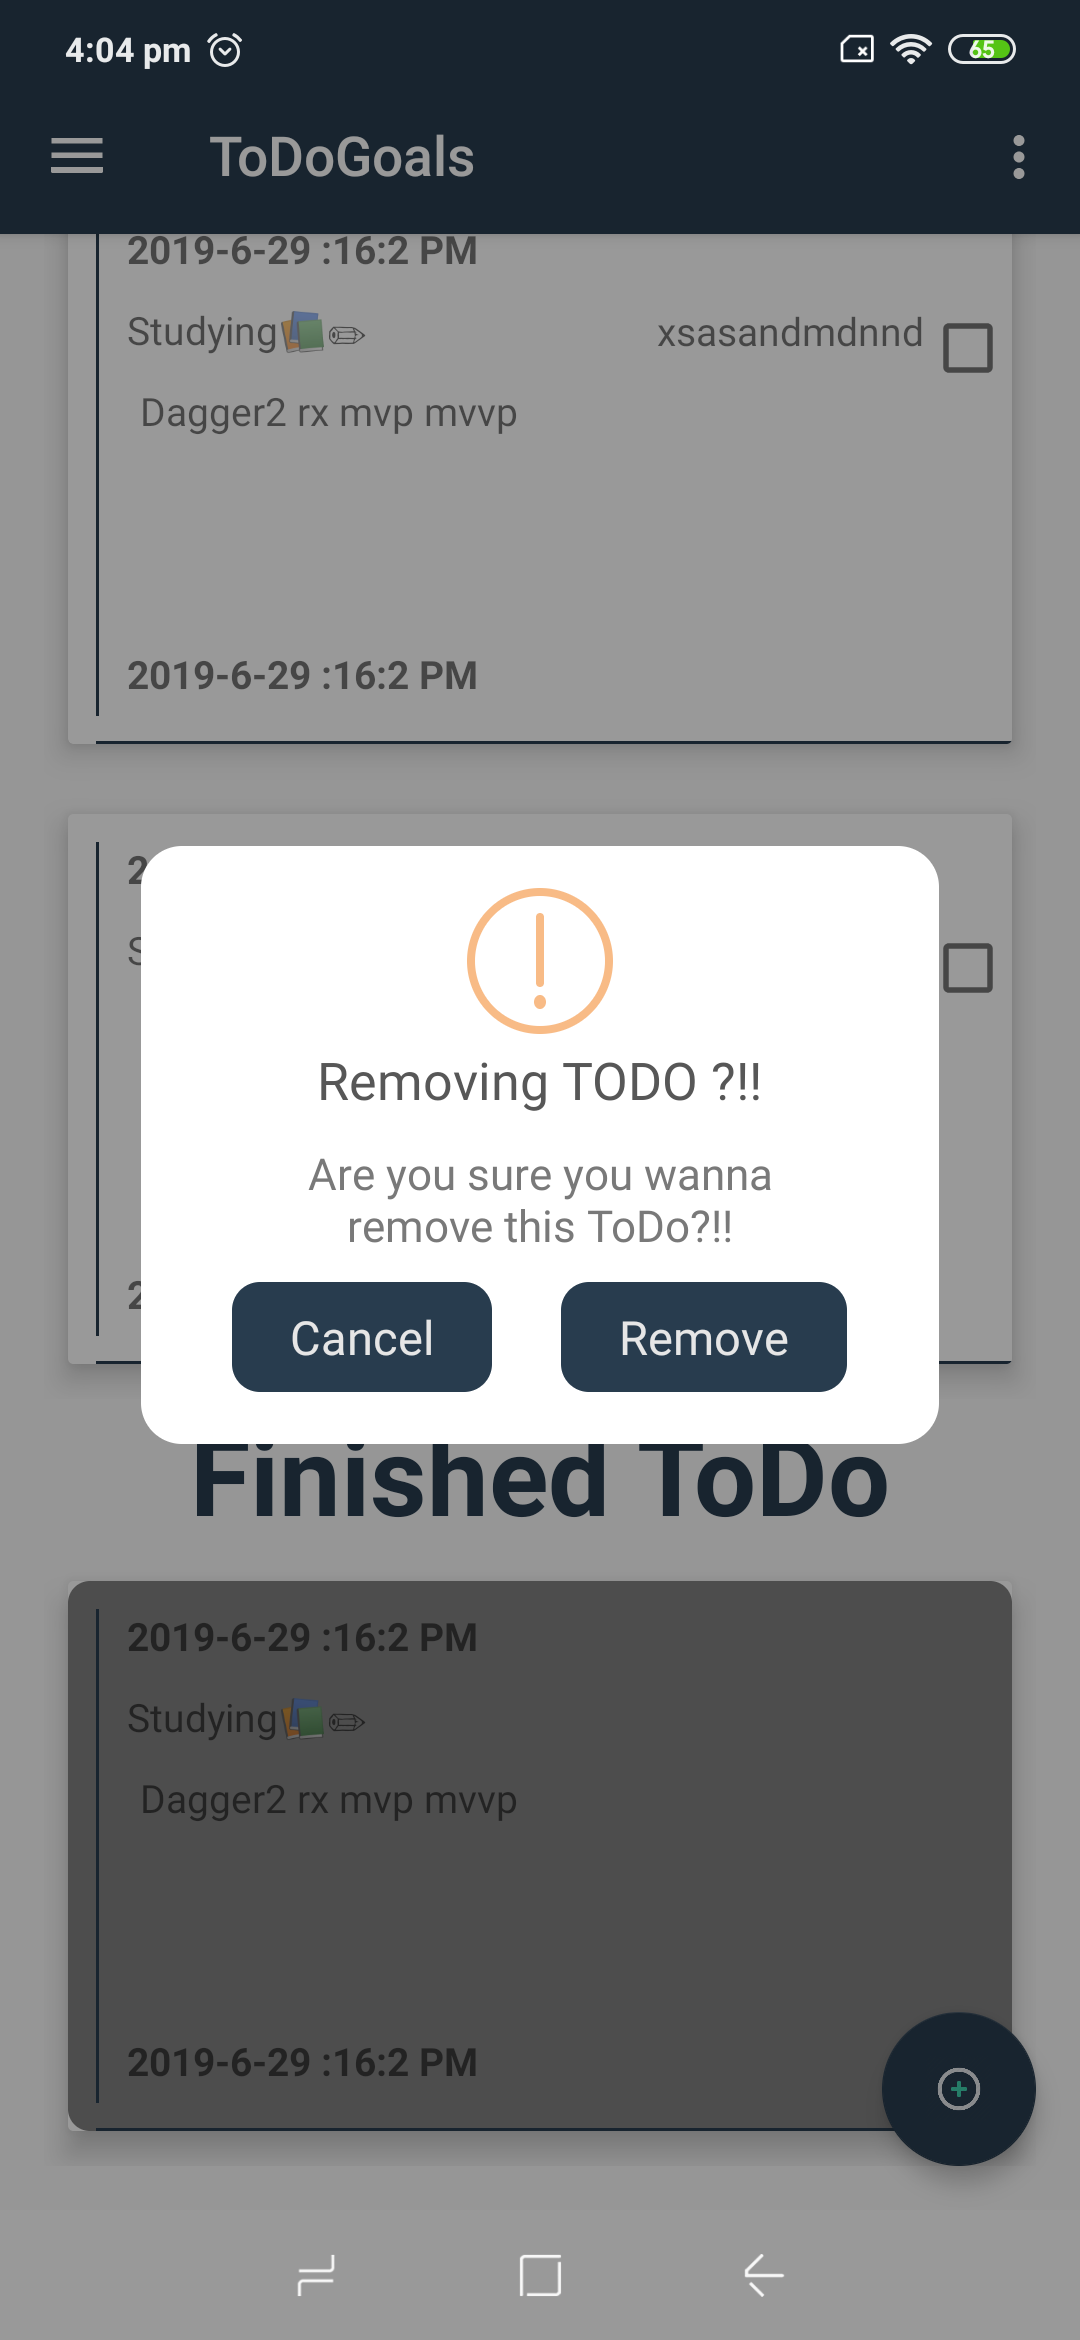 4:04 pm
65
ToDoGoals
2019-6-29 :16:2 PM
Studying📚✏ xsasandmdnnd
Dagger2 rx mvp mvvp
2019-6-29 :16:2 PM
Removing TODO ?!!
Are you sure you wanna
remove this ToDo?!!
Cancel Remove
Finished ToDo
2019-6-29 :16:2 PM
Studying📚✏
Dagger2 rx mvp mvvp
2019-6-29 :16:2 PM